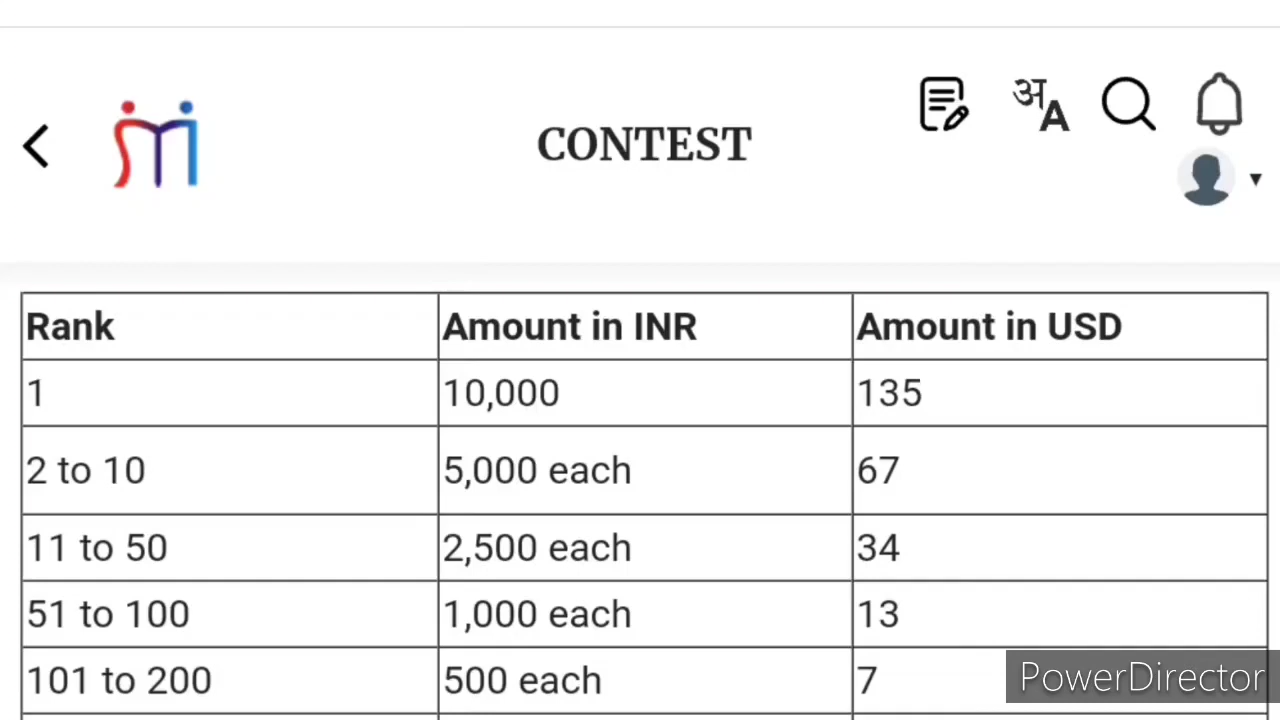 अA
CONTEST
Rank Amount in INR Amount in USD
1 10,000 135
2 to 10 5,000 each 67
11 to 50 2,500 each 34
51 to 100 1,000 each 13
101 to 200 500 each 7
PowerDirector